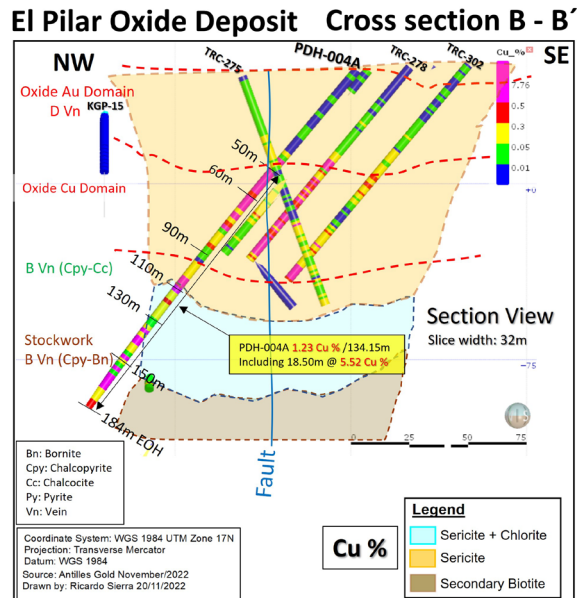 El Pilar Oxide Deposit   Cross section B - B´
NW
SE
TRC-275
PDH-004A
TRC-278
TRC-302
Cu_%
7.76
0.5
0.3
0.05
0.01
Oxide Au Domain
D Vn
KGP-15
Oxide Cu Domain
50m
60m
90m
110m
130m
150m
184m EOH
+0
B Vn (Cpy-Cc)
Stockwork
B Vn (Cpy-Bn)
PDH-004A 1.23 Cu % /134.15m
Including 18.50m @ 5.52 Cu %
Section View
Slice width: 32m
-75
0
25
50
75
Fault
Bn: Bornite
Cpy: Chalcopyrite
Cc: Chalcocite
Py: Pyrite
Vn: Vein
Coordinate System: WGS 1984 UTM Zone 17N
Projection: Transverse Mercator
Datum: WGS 1984
Source: Antilles Gold November/2022
Drawn by: Ricardo Sierra 20/11/2022
Cu %
Legend
Sericite + Chlorite
Sericite
Secondary Biotite